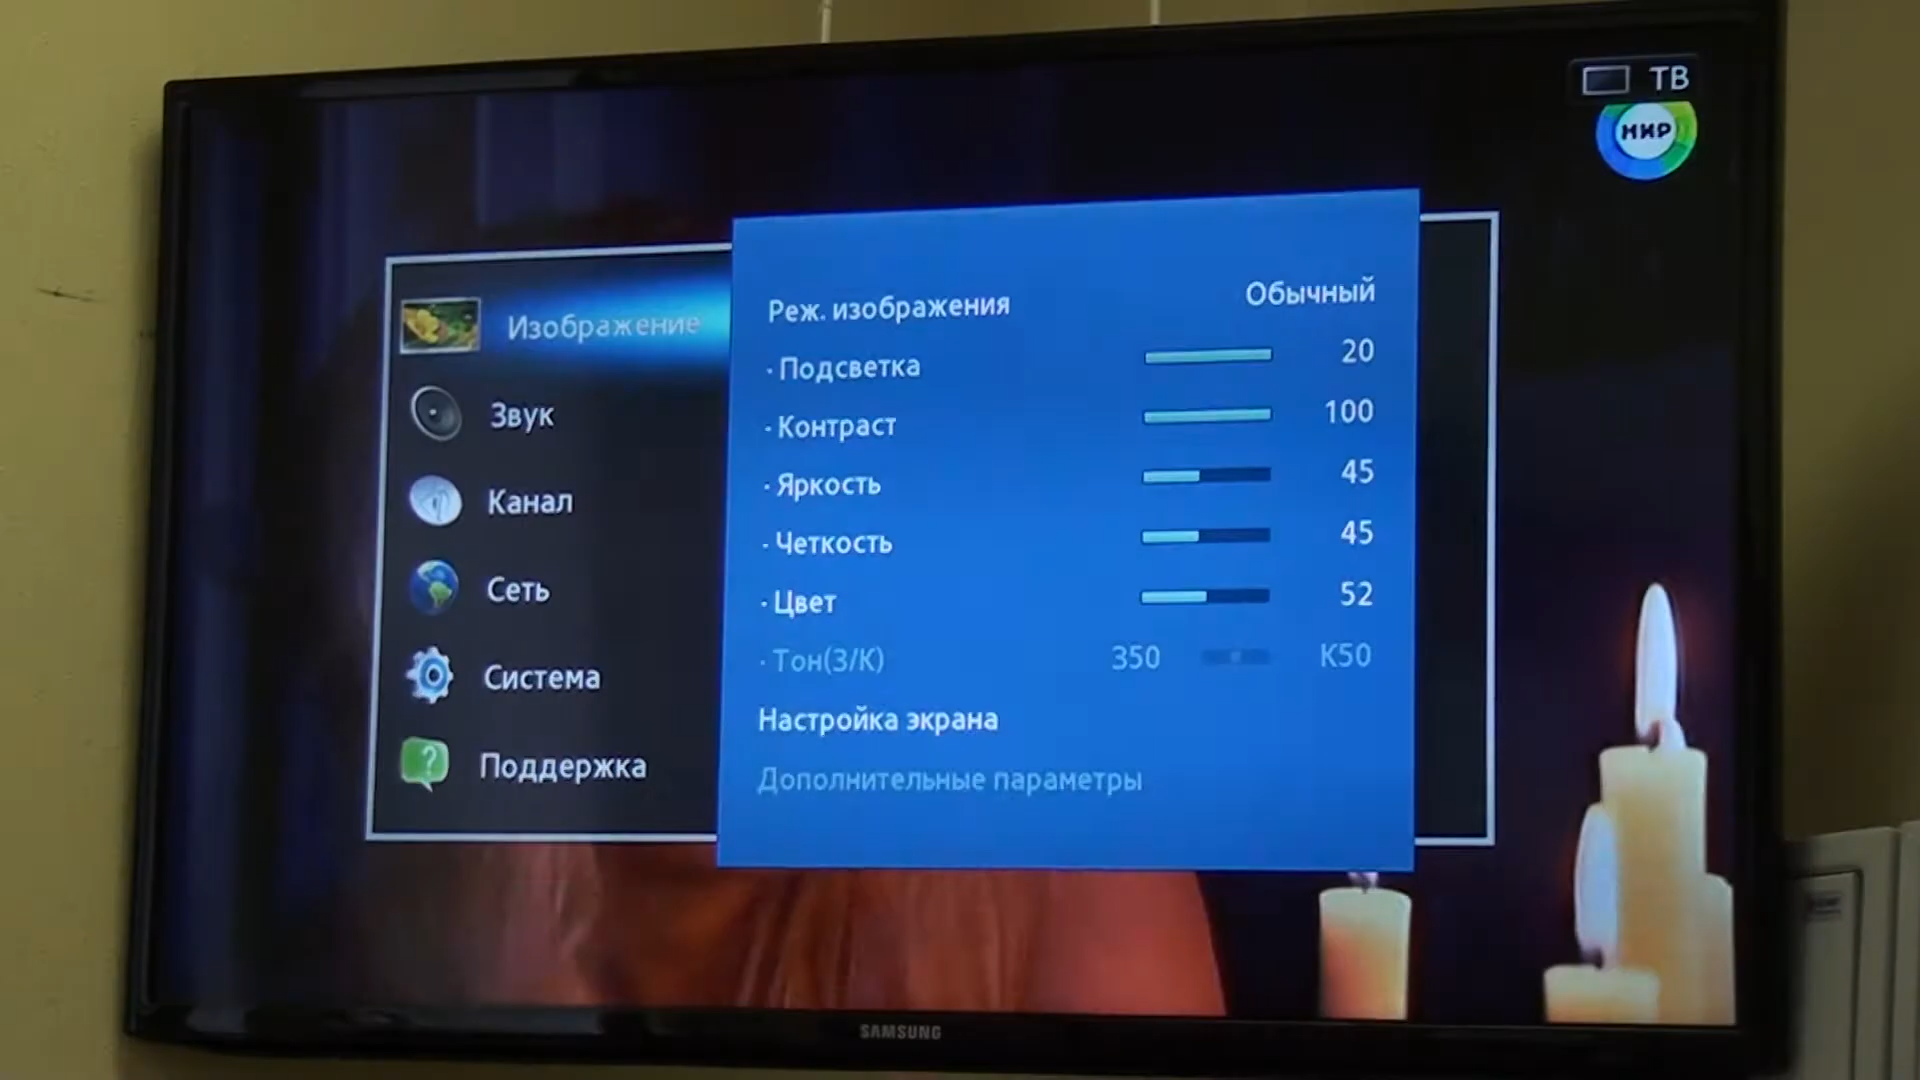 ТВ
МИР
Изображение
Звук
Канал
Сеть
Система
Поддержка
Реж. изображения Обычный
· Подсветка 20
· Контраст 100
· Яркость 45
· Четкость 45
· Цвет 52
· Тон(З/К) З50 К50
Настройка экрана
Дополнительные параметры
SAMSUNG